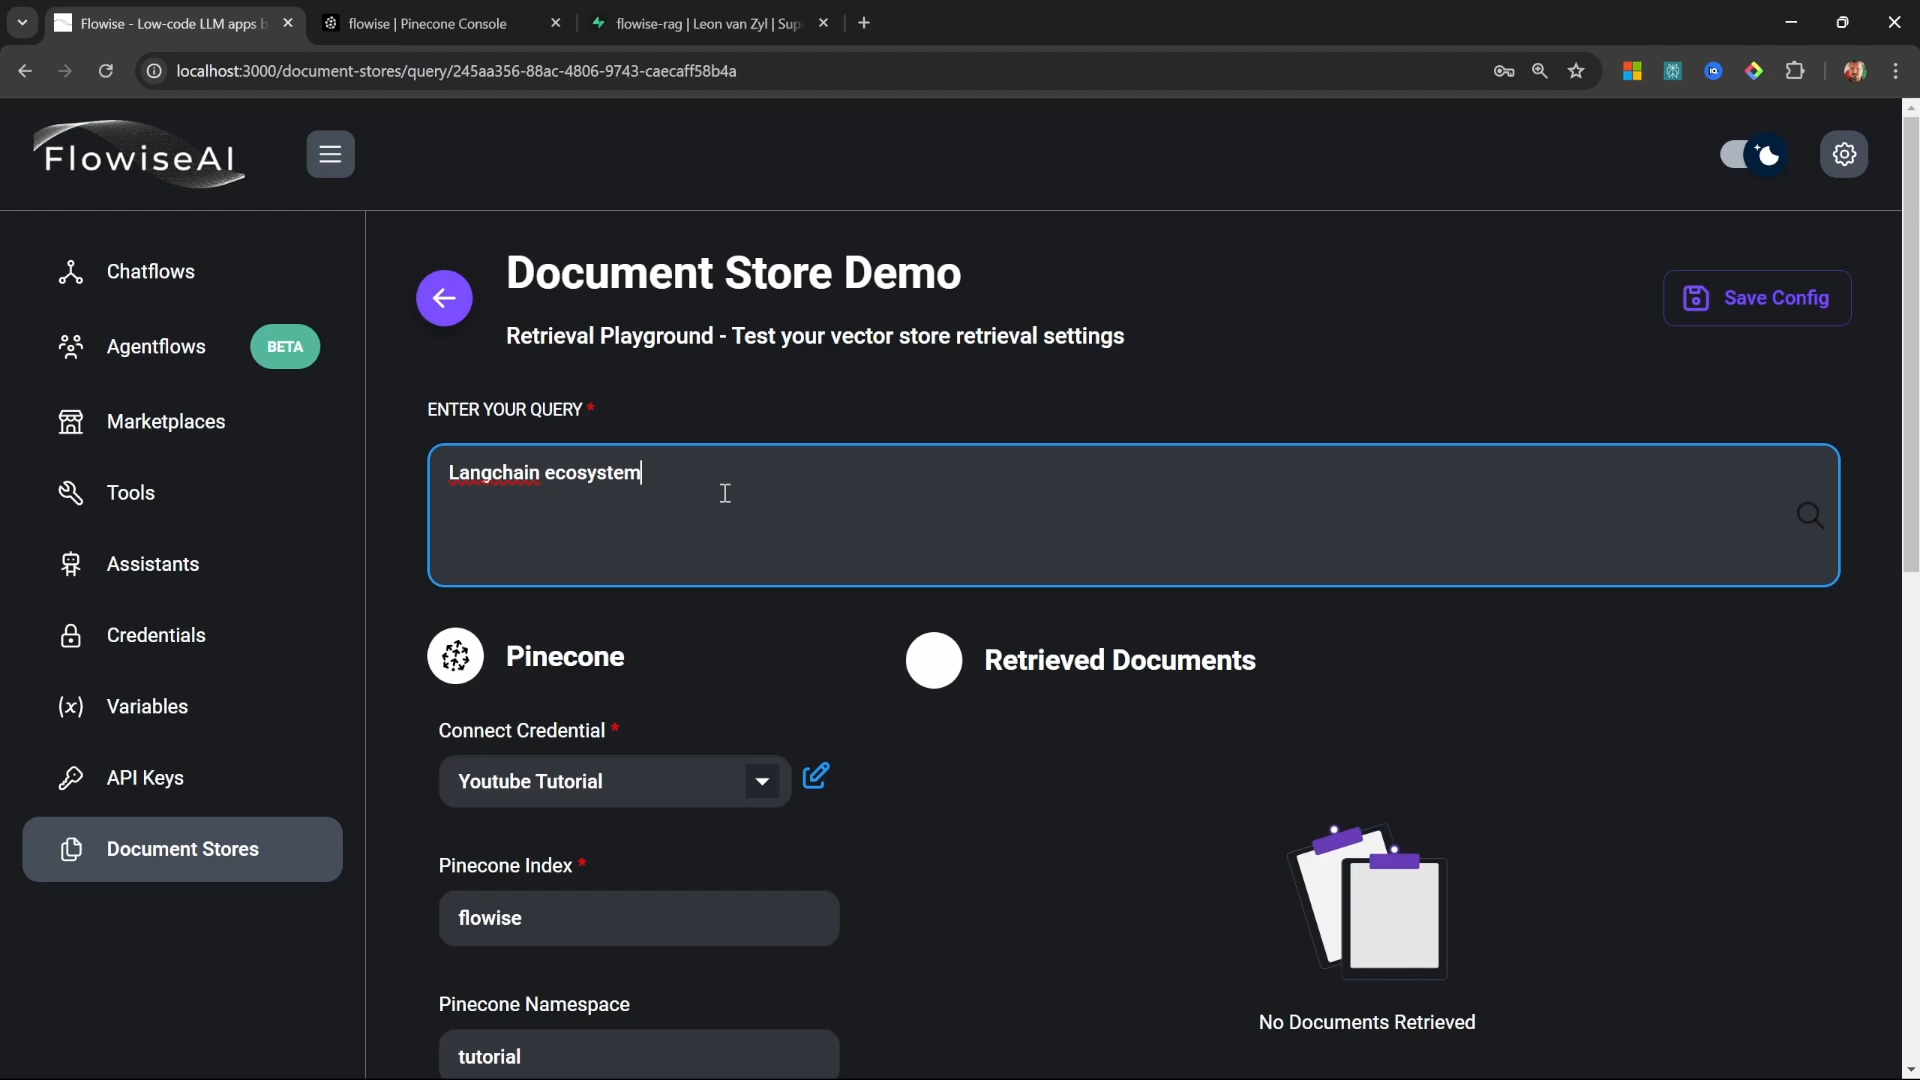 Flowise - Low-code LLM apps b
flowise | Pinecone Console
flowise-rag | Leon van Zyl | Sup
localhost:3000/document-stores/query/245aa356-88ac-4806-9743-caecaff58b4a
FlowiseAI
Chatflows
Agentflows
BETA
Marketplaces
Tools
Assistants
Credentials
Variables
API Keys
Document Stores
Document Store Demo
Retrieval Playground - Test your vector store retrieval settings
Save Config
ENTER YOUR QUERY *
Langchain ecosystem
Pinecone
Connect Credential *
Youtube Tutorial
Pinecone Index *
flowise
Pinecone Namespace
tutorial
Retrieved Documents
No Documents Retrieved